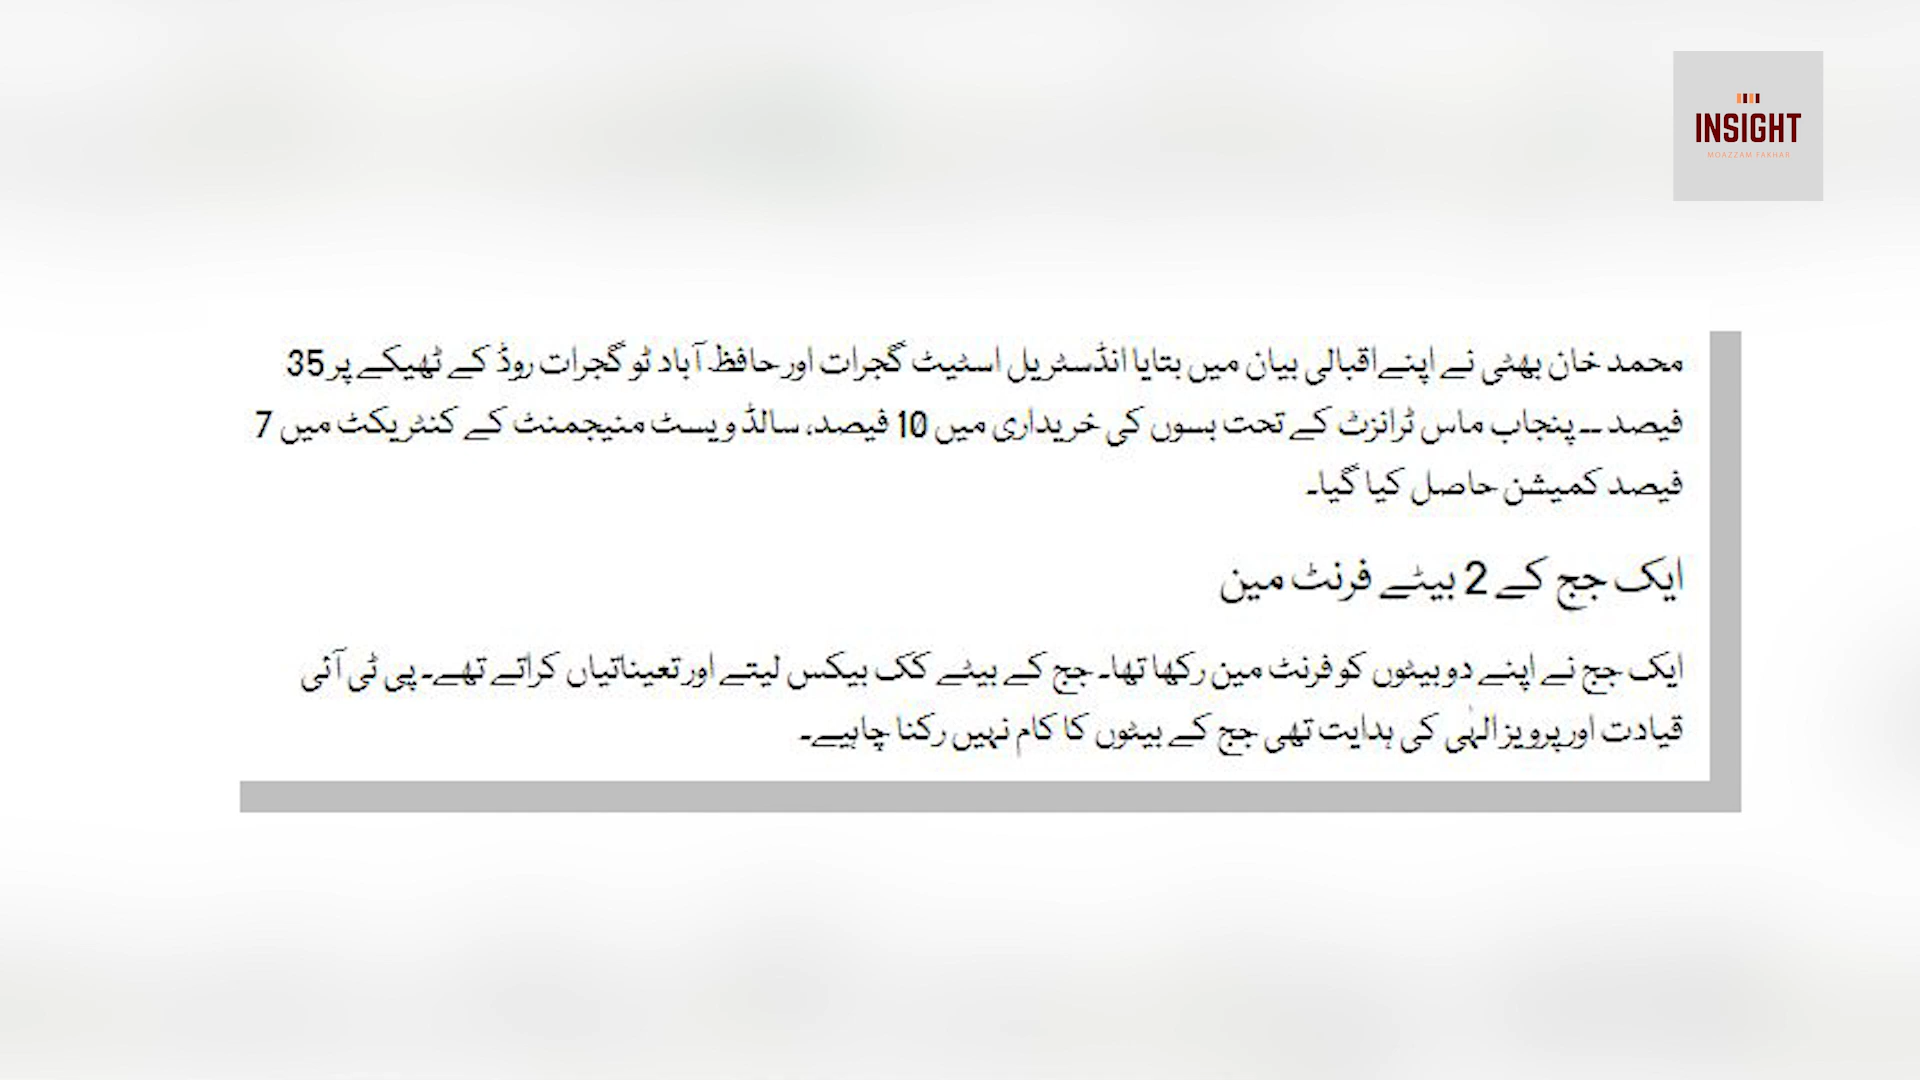 INSIGHT
MOAZZAM FAKHAR
محمد خان بھٹی نے اپنے اقبالی بیان میں بتایا انڈسٹریل اسٹیٹ گجرات اور حافظ آباد ٹو گجرات روڈ کے ٹھیکے پر 35
فیصد ــ پنجاب ماس ٹرانزٹ کے تحت بسوں کی خریداری میں 10 فیصد، سالڈ ویسٹ منیجمنٹ کے کنٹریکٹ میں 7
فیصد کمیشن حاصل کیا گیا۔
ایک جج کے 2 بیٹے فرنٹ مین
ایک جج نے اپنے دو بیٹوں کو فرنٹ مین رکھا تھا۔ جج کے بیٹے کک بیکس لیتے اور تعیناتیاں کراتے تھے۔ پی ٹی آئی
قیادت اور پرویز الہٰی کی ہدایت تھی جج کے بیٹوں کا کام نہیں رکنا چاہیے۔